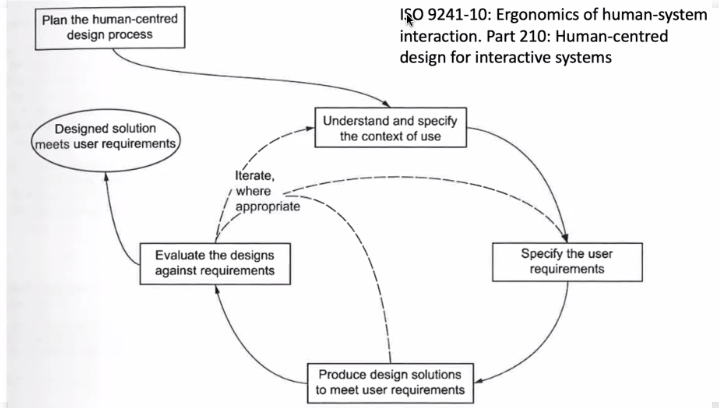 Plan the human-centred
design process
ISO 9241-10: Ergonomics of human-system
interaction. Part 210: Human-centred
design for interactive systems
Understand and specify
the context of use
Designed solution
meets user requirements
Iterate,
where
appropriate
Evaluate the designs
against requirements
Specify the user
requirements
Produce design solutions
to meet user requirements